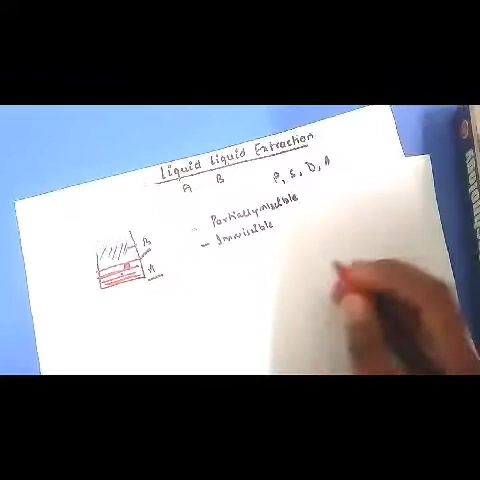 Liquid Liquid Extraction
A B
P, S, D, A
Partially miscible
- Immiscible
B
A